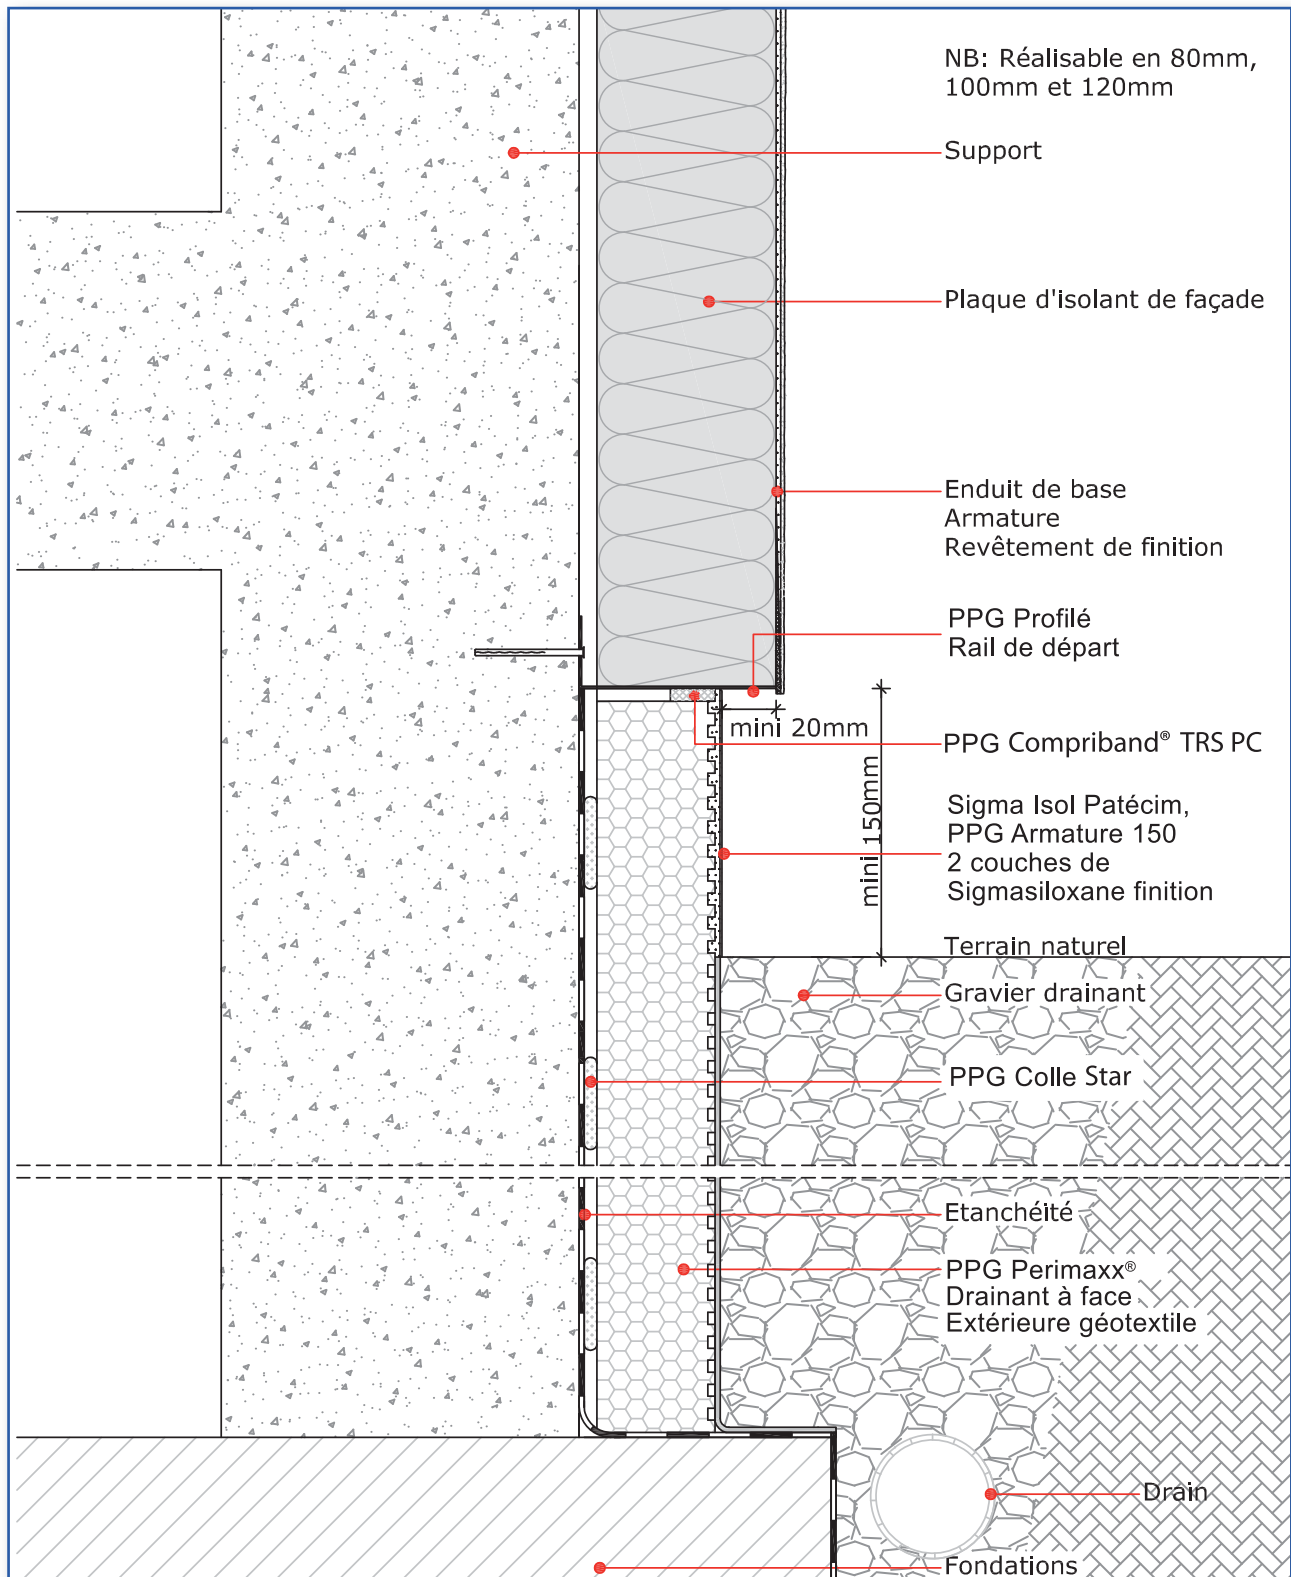 NB: Réalisable en 80mm,
100mm et 120mm
Support
Plaque d'isolant de façade
Enduit de base
Armature
Revêtement de finition
PPG Profilé
Rail de départ
mini 20mm
PPG Compriband® TRS PC
mini 150mm
Sigma Isol Patécim,
PPG Armature 150
2 couches de
Sigmasiloxane finition
Terrain naturel
Gravier drainant
PPG Colle Star
Etanchéité
PPG Perimaxx®
Drainant à face
Extérieure géotextile
Drain
Fondations